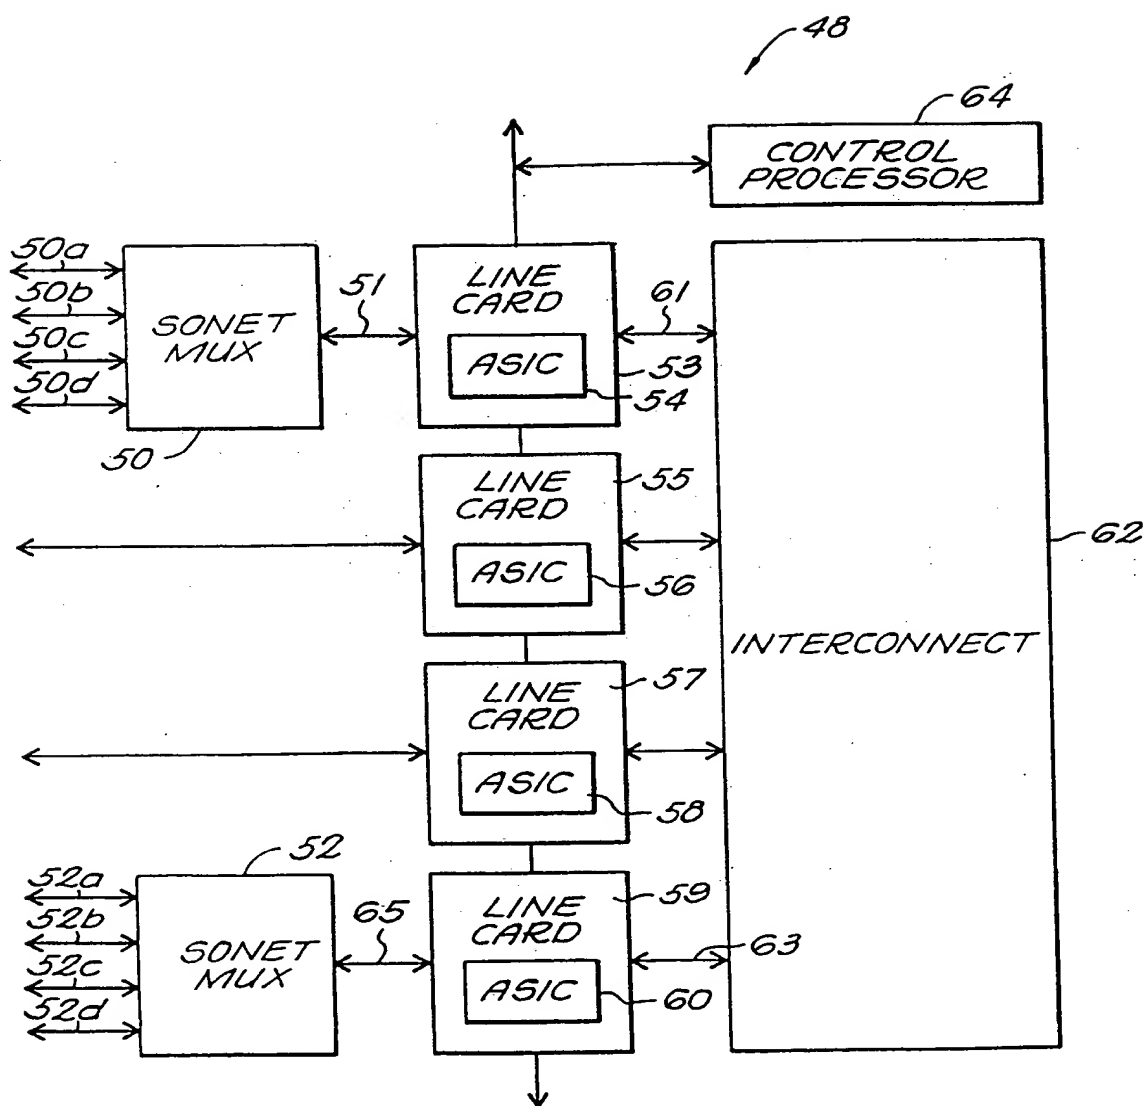 48
64
CONTROL
PROCESSOR
50a
50b
50c
50d
SONET
MUX
50
51
LINE
CARD
ASIC
53
54
61
LINE
CARD
ASIC
55
56
62
INTERCONNECT
LINE
CARD
ASIC
57
58
52
52a
52b
52c
52d
SONET
MUX
65
LINE
CARD
ASIC
59
60
63